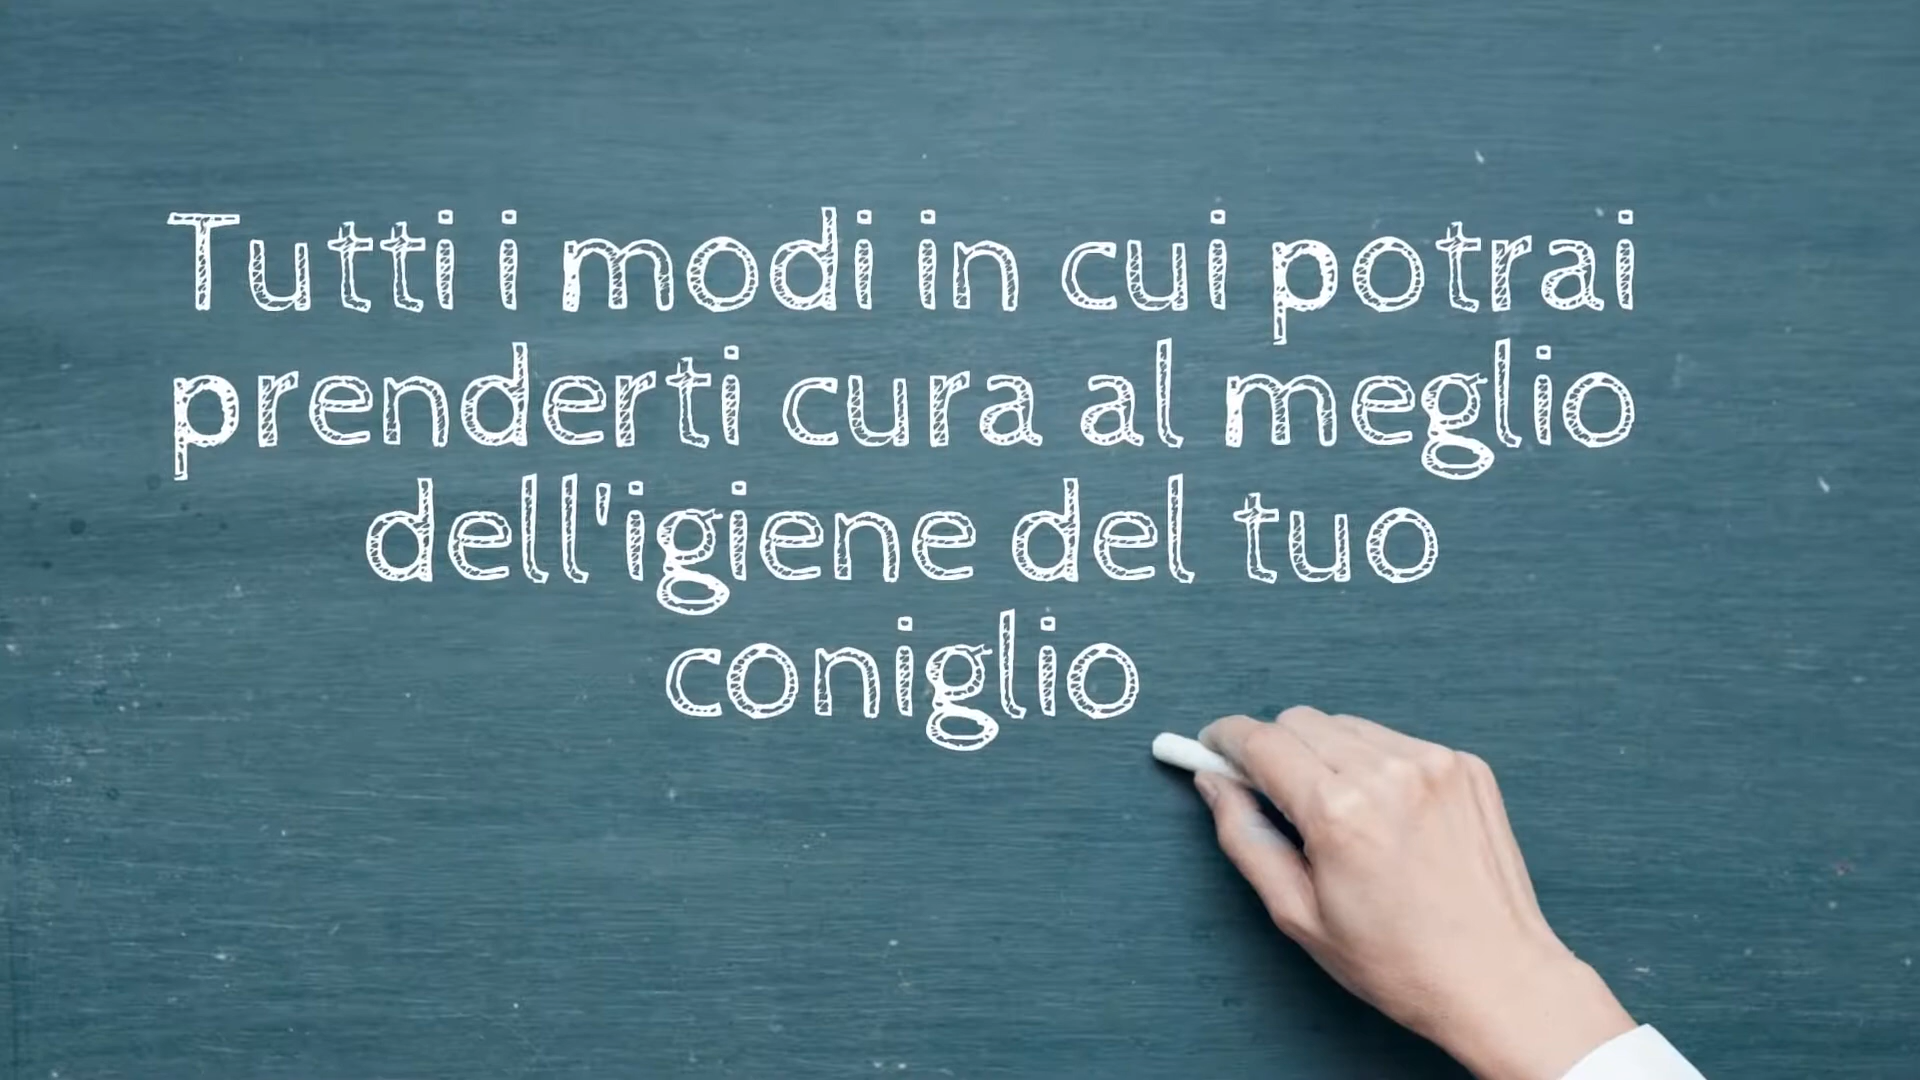 Tutti i modi in cui potrai
prenderti cura al meglio
dell'igiene del tuo
coniglio